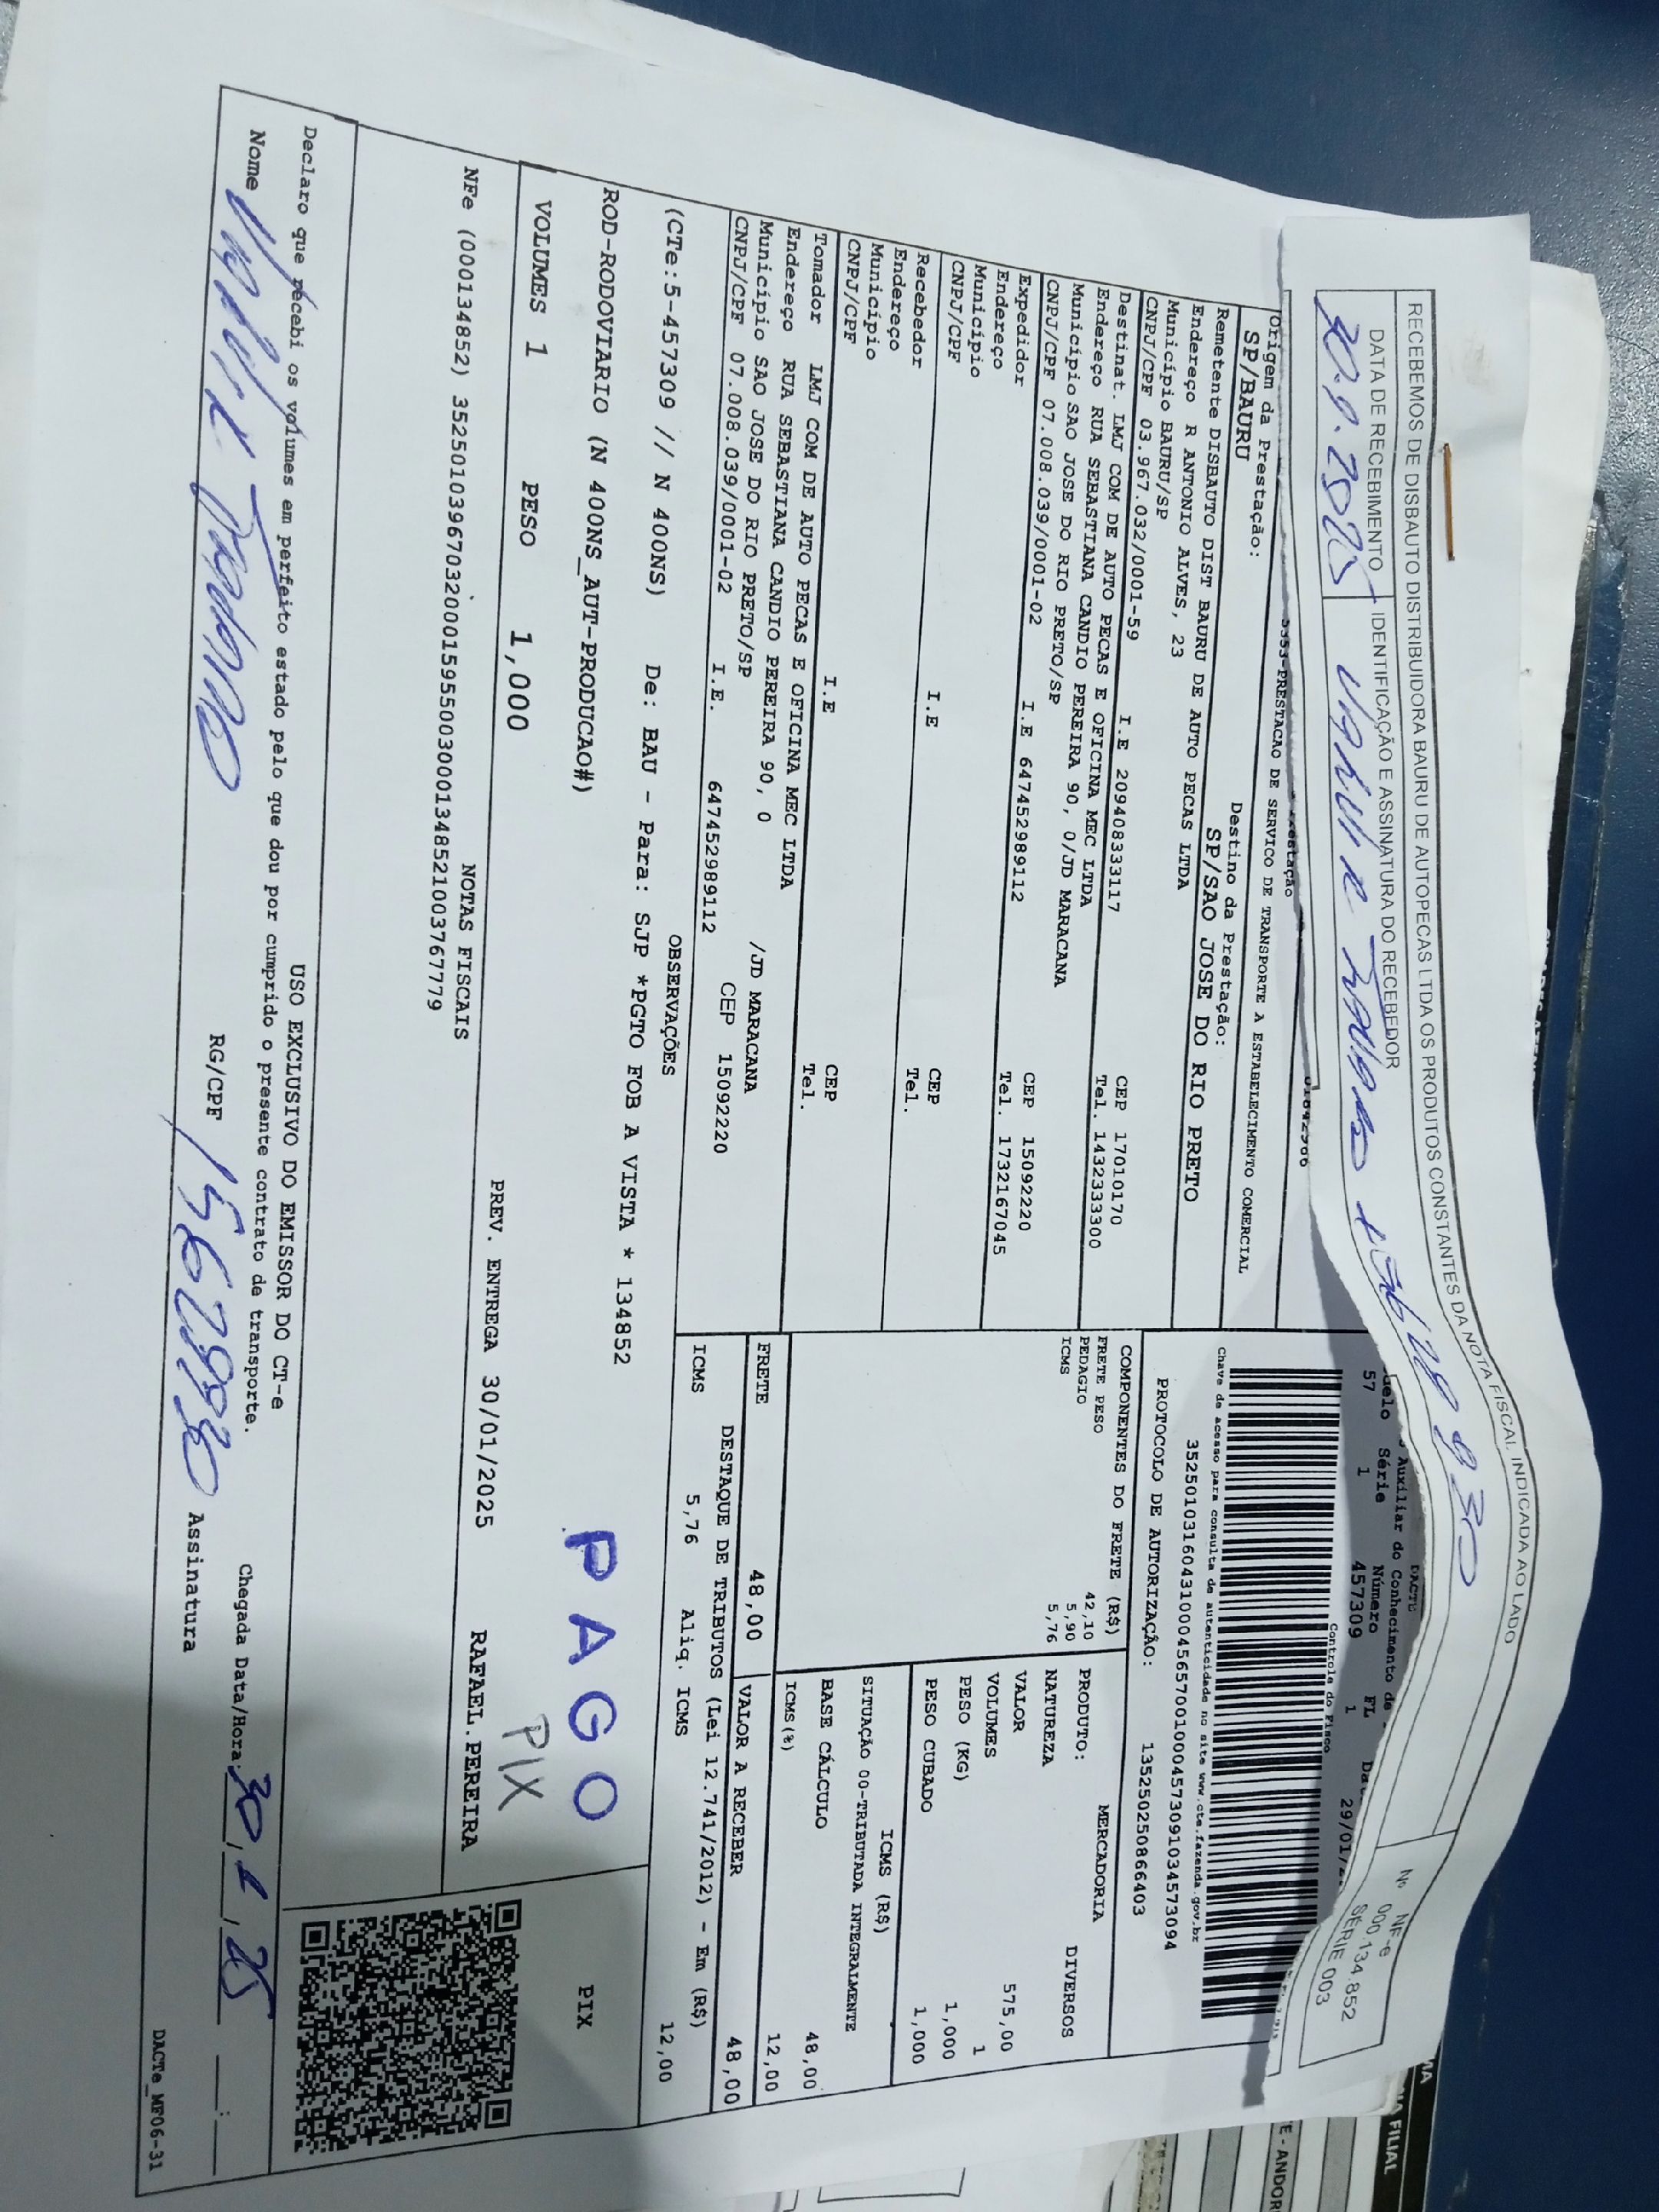 RECEBEMOS DE DISBAUTO DISTRIBUIDORA BAURU DE AUTOPECAS LTDA OS PRODUTOS CONSTANTES DA NOTA FISCAL INDICADA AO LADO
DATA DE RECEBIMENTO
IDENTIFICAÇÃO E ASSINATURA DO RECEBEDOR
NF-e
Nº 000.134.852
SÉRIE 003
DACTE
Auxiliar do Conhecimento de
Série Número FL
57 1 457309 1 29/01/
Controle do Fisco
5353-PRESTACAO DE SERVICO DE TRANSPORTE A ESTABELECIMENTO COMERCIAL
Origem da Prestação:
SP/BAURU
Destino da Prestação:
SP/SAO JOSE DO RIO PRETO
Remetente DISBAUTO DIST BAURU DE AUTO PECAS LTDA
Endereço R ANTONIO ALVES, 23
Município BAURU/SP
CEP 17010170
CNPJ/CPF 03.967.032/0001-59 I.E 209408333117 Tel. 1432333300
Destinat. LMJ COM DE AUTO PECAS E OFICINA MEC LTDA
Endereço RUA SEBASTIANA CANDIO PEREIRA 90, 0/JD MARACANA
Município SAO JOSE DO RIO PRETO/SP CEP 15092220
CNPJ/CPF 07.008.039/0001-02 I.E 647452989112 Tel. 1732167045
Expedidor
Endereço
Município CEP
CNPJ/CPF I.E Tel.
Recebedor
Endereço
Município CEP
CNPJ/CPF I.E Tel.
Tomador LMJ COM DE AUTO PECAS E OFICINA MEC LTDA
Endereço RUA SEBASTIANA CANDIO PEREIRA 90, 0 /JD MARACANA
Município SAO JOSE DO RIO PRETO/SP
CNPJ/CPF 07.008.039/0001-02 I.E. 647452989112 CEP 15092220
Chave de acesso para consulta de autenticidade no site www.cte.fazenda.gov.br
35250103160431000456570010004573091034573094
PROTOCOLO DE AUTORIZAÇÃO: 135250250866403
COMPONENTES DO FRETE (R$)
FRETE PESO 42,10
PEDAGIO 5,90
ICMS 5,76
MERCADORIA
PRODUTO: DIVERSOS
NATUREZA
VALOR 575,00
VOLUMES 1
PESO (KG) 1,000
PESO CUBADO 1,000
ICMS (R$)
SITUAÇÃO 00-TRIBUTADA INTEGRALMENTE
BASE CÁLCULO 48,00
ICMS(%) 12,00
FRETE 48,00
VALOR A RECEBER 48,00
DESTAQUE DE TRIBUTOS (Lei 12.741/2012) - Em (R$)
ICMS 5,76 Aliq. ICMS 12,00
OBSERVAÇÕES
(CTe:5-457309 // N 400NS) De: BAU - Para: SJP *PGTO FOB A VISTA * 134852
ROD-RODOVIARIO (N 400NS_AUT-PRODUCAO#)
PAGO
PIX
PIX
VOLUMES 1 PESO 1,000 PREV. ENTREGA 30/01/2025 RAFAEL.PEREIRA
NOTAS FISCAIS
NFe (000134852) 35250103967032000159550030001348521003767779
USO EXCLUSIVO DO EMISSOR DO CT-e
Declaro que recebi os volumes em perfeito estado pelo que dou por cumprido o presente contrato de transporte.
Chegada Data/Hora: 30, 1, 25
Nome
RG/CPF
Assinatura
DACTe_MF06-31